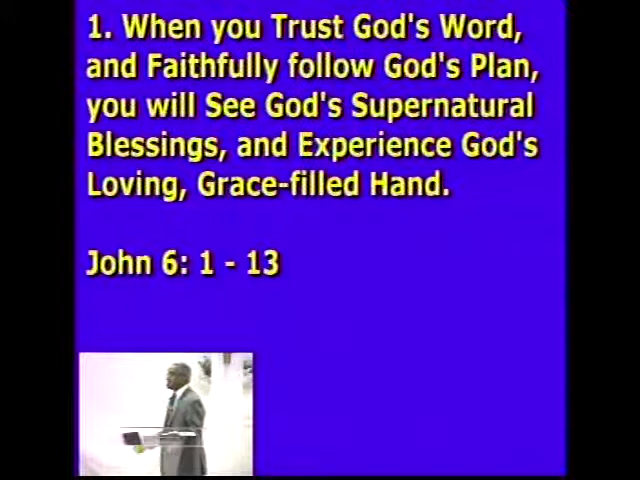 1. When you Trust God's Word,
and Faithfully follow God's Plan,
you will See God's Supernatural
Blessings, and Experience God's
Loving, Grace-filled Hand.
John 6: 1 - 13